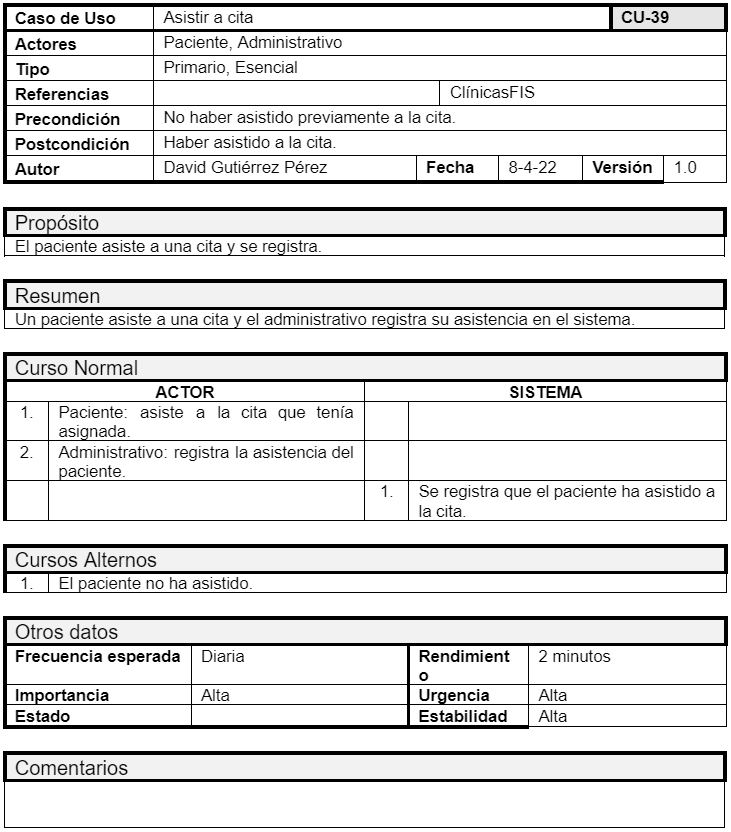 Caso de Uso Asistir a cita CU-39
Actores Paciente, Administrativo
Tipo Primario, Esencial
Referencias ClínicasFIS
Precondición No haber asistido previamente a la cita.
Postcondición Haber asistido a la cita.
Autor David Gutiérrez Pérez Fecha 8-4-22 Versión 1.0
Propósito
El paciente asiste a una cita y se registra.
Resumen
Un paciente asiste a una cita y el administrativo registra su asistencia en el sistema.
Curso Normal
ACTOR SISTEMA
1. Paciente: asiste a la cita que tenía
asignada.
2. Administrativo: registra la asistencia del
paciente.
1. Se registra que el paciente ha asistido a
la cita.
Cursos Alternos
1. El paciente no ha asistido.
Otros datos
Frecuencia esperada Diaria Rendimient
o 2 minutos
Importancia Alta Urgencia Alta
Estado Estabilidad Alta
Comentarios